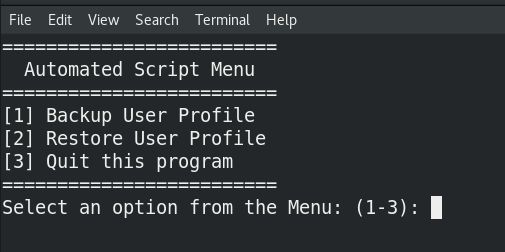 File Edit View Search Terminal Help
=========================
  Automated Script Menu
=========================
[1] Backup User Profile
[2] Restore User Profile
[3] Quit this program
=========================
Select an option from the Menu: (1-3):